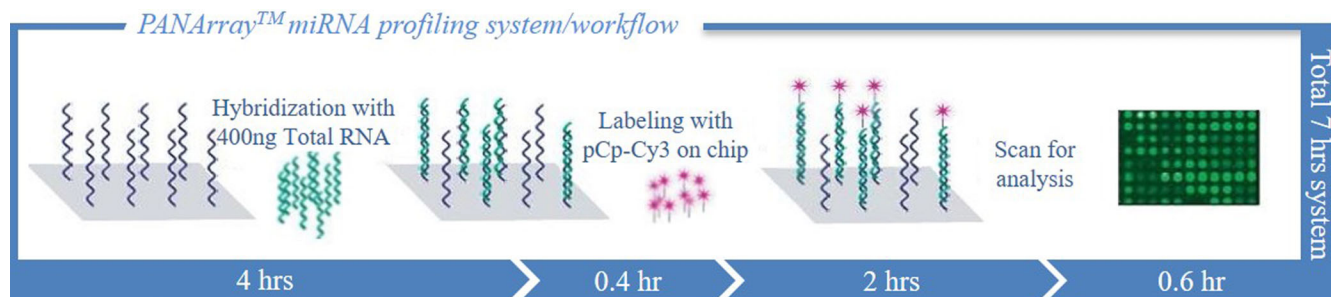 PANArray™ miRNA profiling system/workflow
Hybridization with
400ng Total RNA
Labeling with
pCp-Cy3 on chip
Scan for
analysis
Total 7 hrs system
4 hrs
0.4 hr
2 hrs
0.6 hr